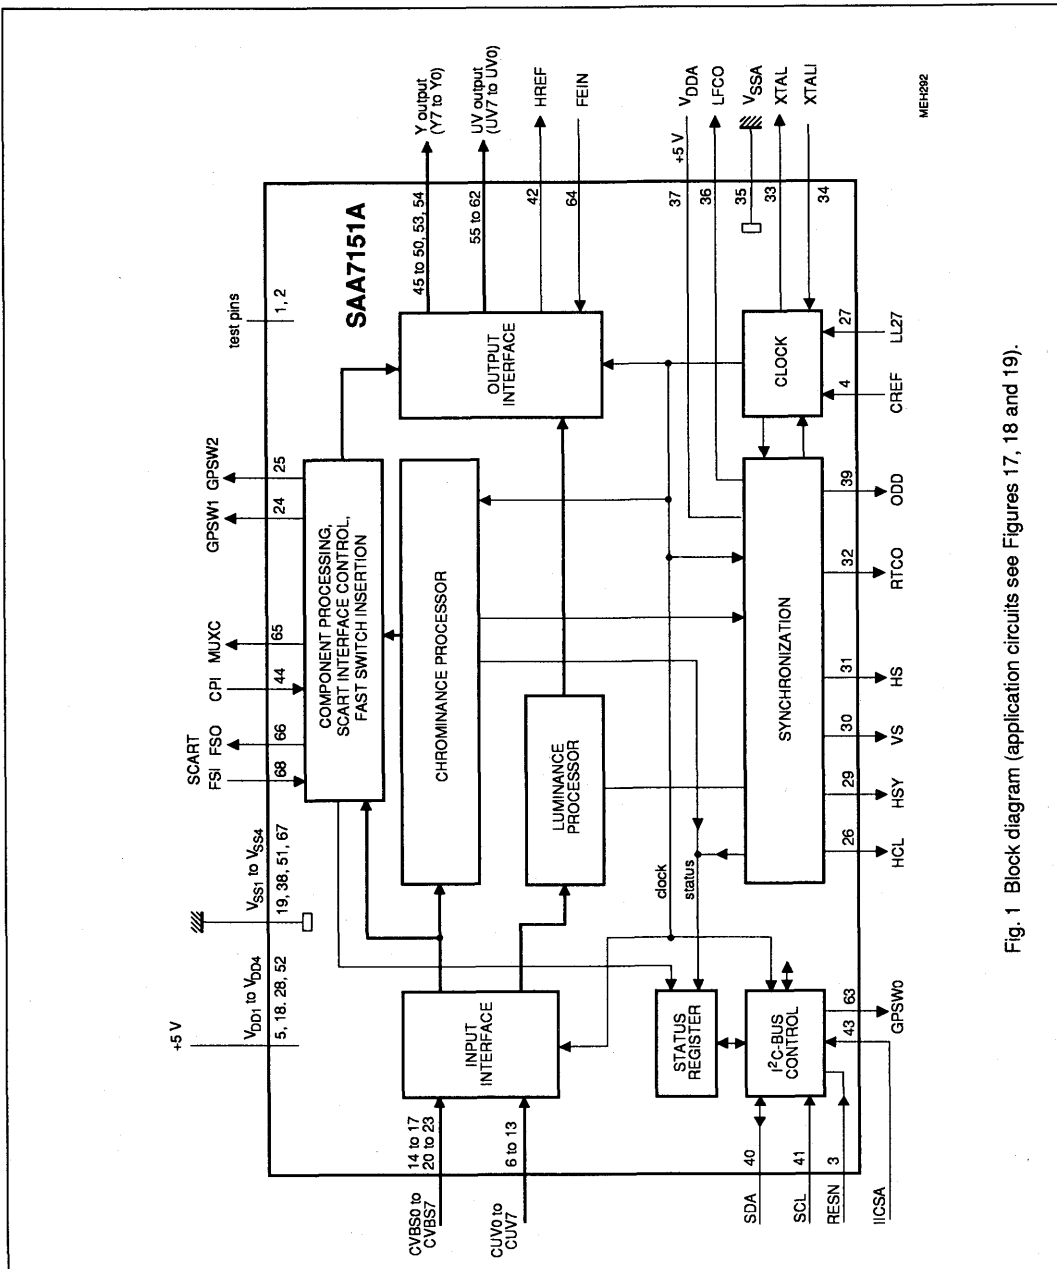 +5 V
VDD1 to VDD4
5, 18. 28, 52
VSS1 to VSS4
19, 38, 51, 67
SCART
FSI
68
FSO
66
CPI
44
MUXC
65
GPSW1
24
GPSW2
25
test pins
1, 2
SAA7151A
CVBS0 to
CVBS7
14 to 17
20 to 23
CUV0 to
CUV7
6 to 13
INPUT
INTERFACE
COMPONENT PROCESSING,
SCART INTERFACE CONTROL,
FAST SWITCH INSERTION
CHROMINANCE PROCESSOR
LUMINANCE
PROCESSOR
OUTPUT
INTERFACE
45 to 50, 53, 54
Y output
(Y7 to Y0)
55 to 62
UV output
(UV7 to UV0)
42
HREF
64
FEIN
clock
status
STATUS
REGISTER
I2C-BUS
CONTROL
SYNCHRONIZATION
CLOCK
+5 V
37
VDDA
36
LFCO
35
VSSA
33
XTAL
34
XTALI
SDA
40
SCL
41
RESN
3
IICSA
43
63
GPSW0
26
HCL
29
HSY
30
VS
31
HS
32
RTCO
39
ODD
4
CREF
27
LL27
MEH292
Fig. 1 Block diagram (application circuits see Figures 17, 18 and 19).